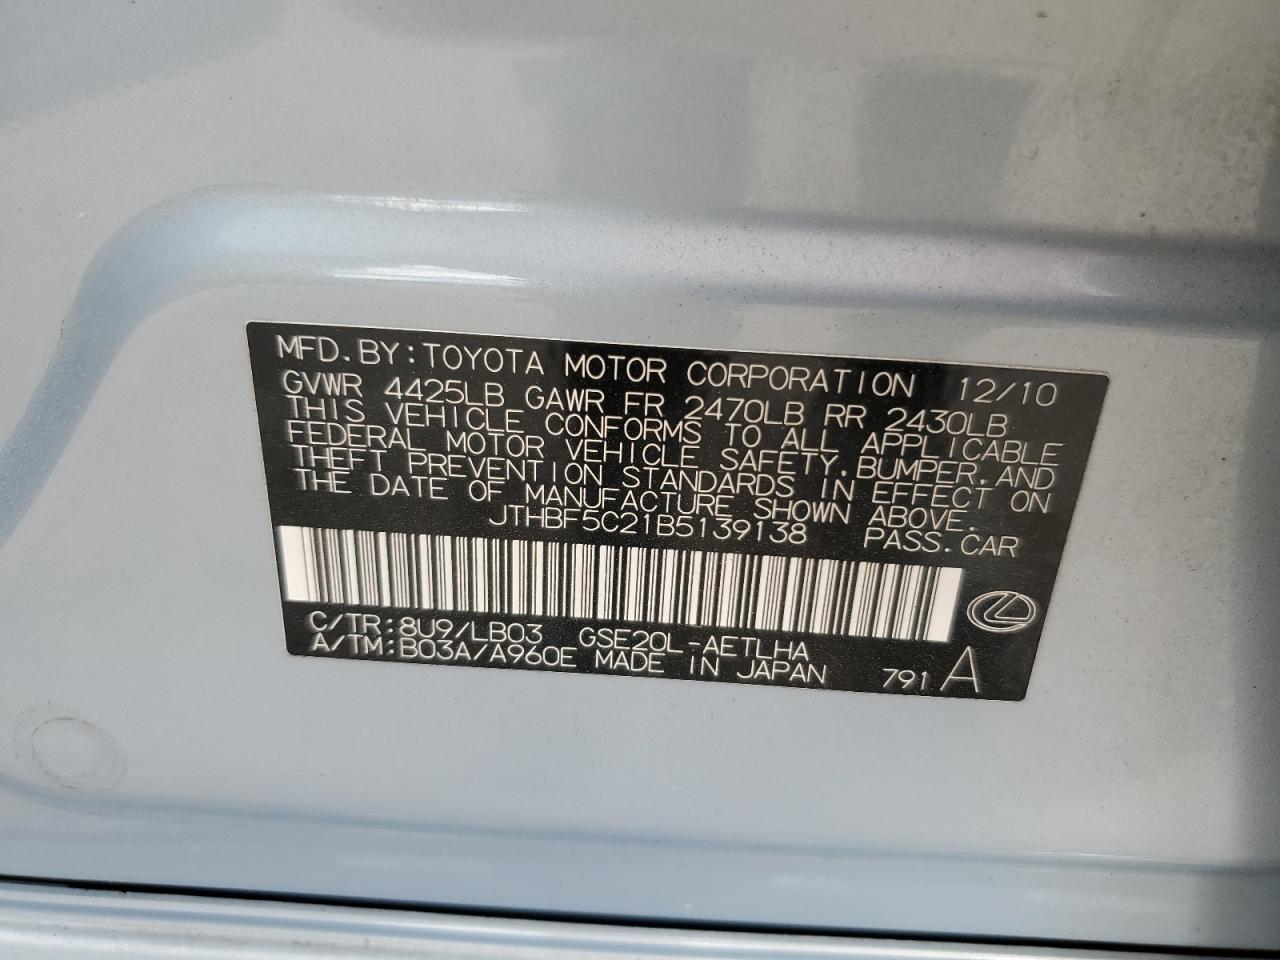 MFD.BY:TOYOTA MOTOR CORPORATION 12/10
GVWR 4425LB GAWR FR 2470LB RR 2430LB
THIS VEHICLE CONFORMS TO ALL APPLICABLE
FEDERAL MOTOR VEHICLE SAFETY,BUMPER,AND
THEFT PREVENTION STANDARDS IN EFFECT ON
THE DATE OF MANUFACTURE SHOWN ABOVE.
JTHBF5C21B5139138 PASS.CAR
C/TR:8U9/LB03 GSE20L-AETLHA
A/TM:B03A/A960E MADE IN JAPAN 791 A